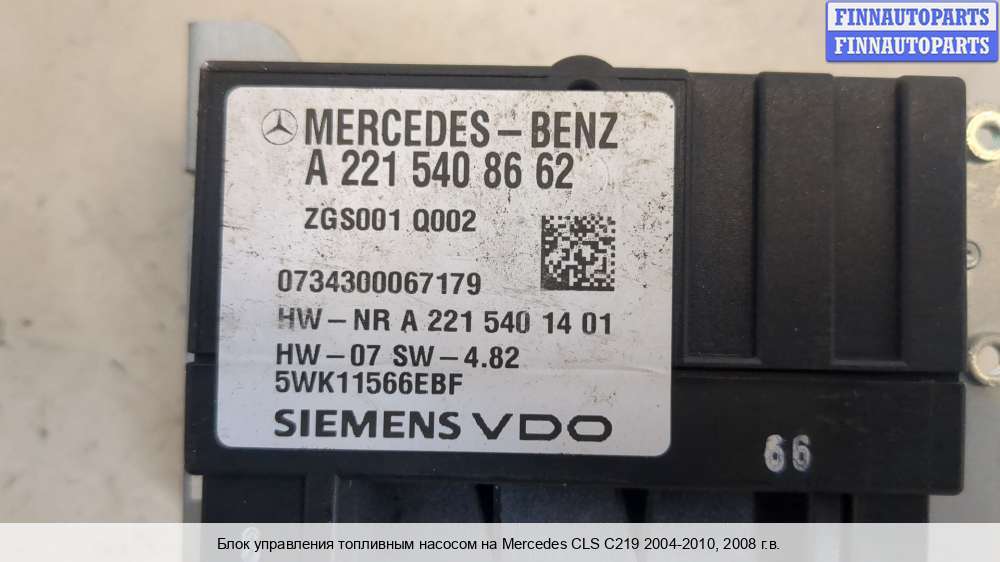 FINNAUTOPARTS
FINNAUTOPARTS
MERCEDES-BENZ
A 221 540 86 62
ZGS001 Q002
0734300067179
HW-NR A 221 540 14 01
HW-07 SW-4.82
5WK11566EBF
SIEMENS VDO
66
Блок управления топливным насосом на Mercedes CLS C219 2004-2010, 2008 г.в.